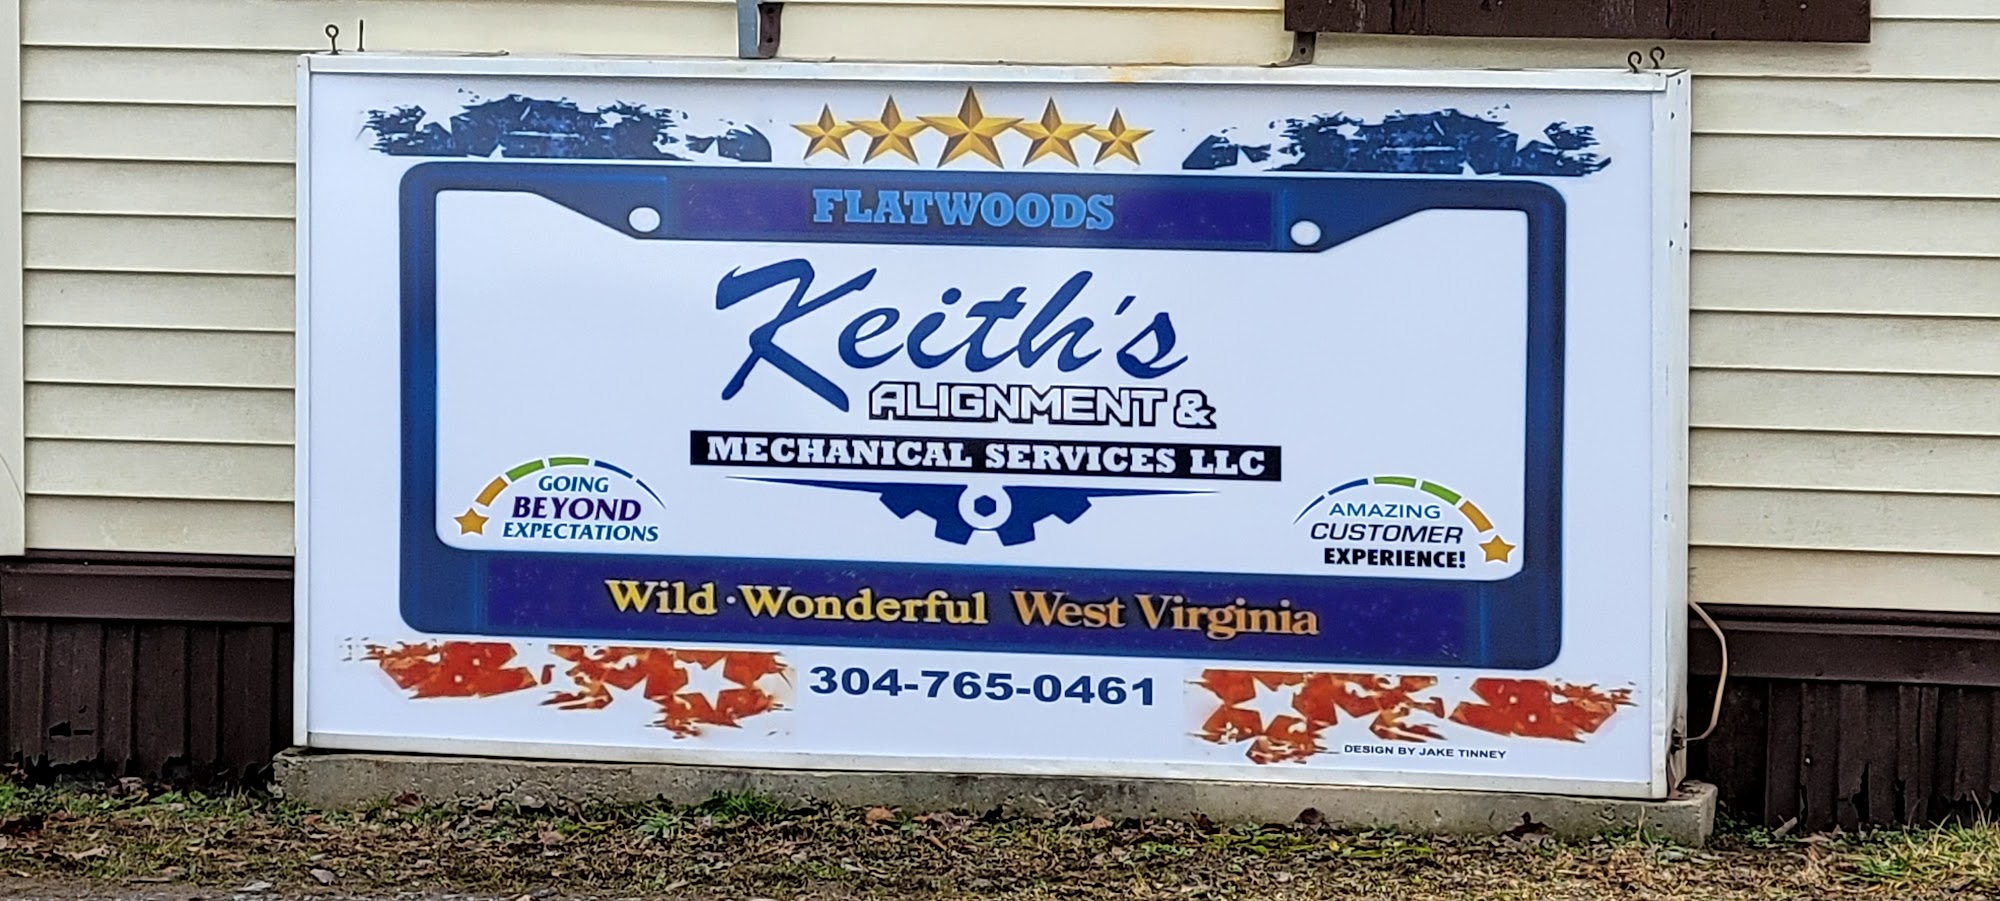 FLATWOODS
Keith's
ALIGNMENT &
MECHANICAL SERVICES LLC
GOING
BEYOND
EXPECTATIONS
AMAZING
CUSTOMER
EXPERIENCE!
Wild · Wonderful West Virginia
304-765-0461
DESIGN BY JAKE TINNEY